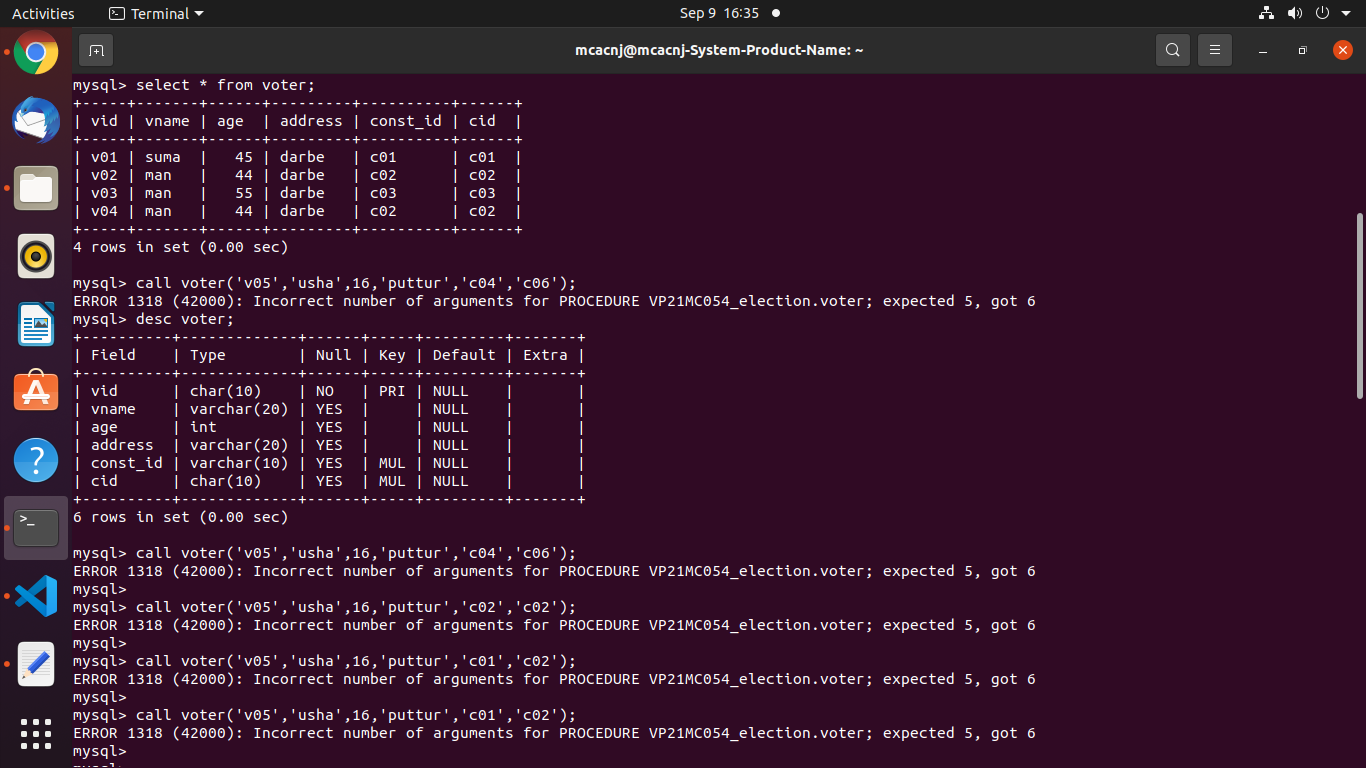 Activities
Terminal
Sep 9 16:35
mcacnj@mcacnj-System-Product-Name: ~
mysql> select * from voter;
+-----+-------+------+---------+----------+------+
| vid | vname | age  | address | const_id | cid  |
+-----+-------+------+---------+----------+------+
| v01 | suma  |   45 | darbe   | c01      | c01  |
| v02 | man   |   44 | darbe   | c02      | c02  |
| v03 | man   |   55 | darbe   | c03      | c03  |
| v04 | man   |   44 | darbe   | c02      | c02  |
+-----+-------+------+---------+----------+------+
4 rows in set (0.00 sec)
mysql> call voter('v05','usha',16,'puttur','c04','c06');
ERROR 1318 (42000): Incorrect number of arguments for PROCEDURE VP21MC054_election.voter; expected 5, got 6
mysql> desc voter;
+----------+-------------+------+-----+---------+-------+
| Field    | Type        | Null | Key | Default | Extra |
+----------+-------------+------+-----+---------+-------+
| vid      | char(10)    | NO   | PRI | NULL    |       |
| vname    | varchar(20) | YES  |     | NULL    |       |
| age      | int         | YES  |     | NULL    |       |
| address  | varchar(20) | YES  |     | NULL    |       |
| const_id | varchar(10) | YES  | MUL | NULL    |       |
| cid      | char(10)    | YES  | MUL | NULL    |       |
+----------+-------------+------+-----+---------+-------+
6 rows in set (0.00 sec)
mysql> call voter('v05','usha',16,'puttur','c04','c06');
ERROR 1318 (42000): Incorrect number of arguments for PROCEDURE VP21MC054_election.voter; expected 5, got 6
mysql>
mysql> call voter('v05','usha',16,'puttur','c02','c02');
ERROR 1318 (42000): Incorrect number of arguments for PROCEDURE VP21MC054_election.voter; expected 5, got 6
mysql>
mysql> call voter('v05','usha',16,'puttur','c01','c02');
ERROR 1318 (42000): Incorrect number of arguments for PROCEDURE VP21MC054_election.voter; expected 5, got 6
mysql>
mysql> call voter('v05','usha',16,'puttur','c01','c02');
ERROR 1318 (42000): Incorrect number of arguments for PROCEDURE VP21MC054_election.voter; expected 5, got 6
mysql>